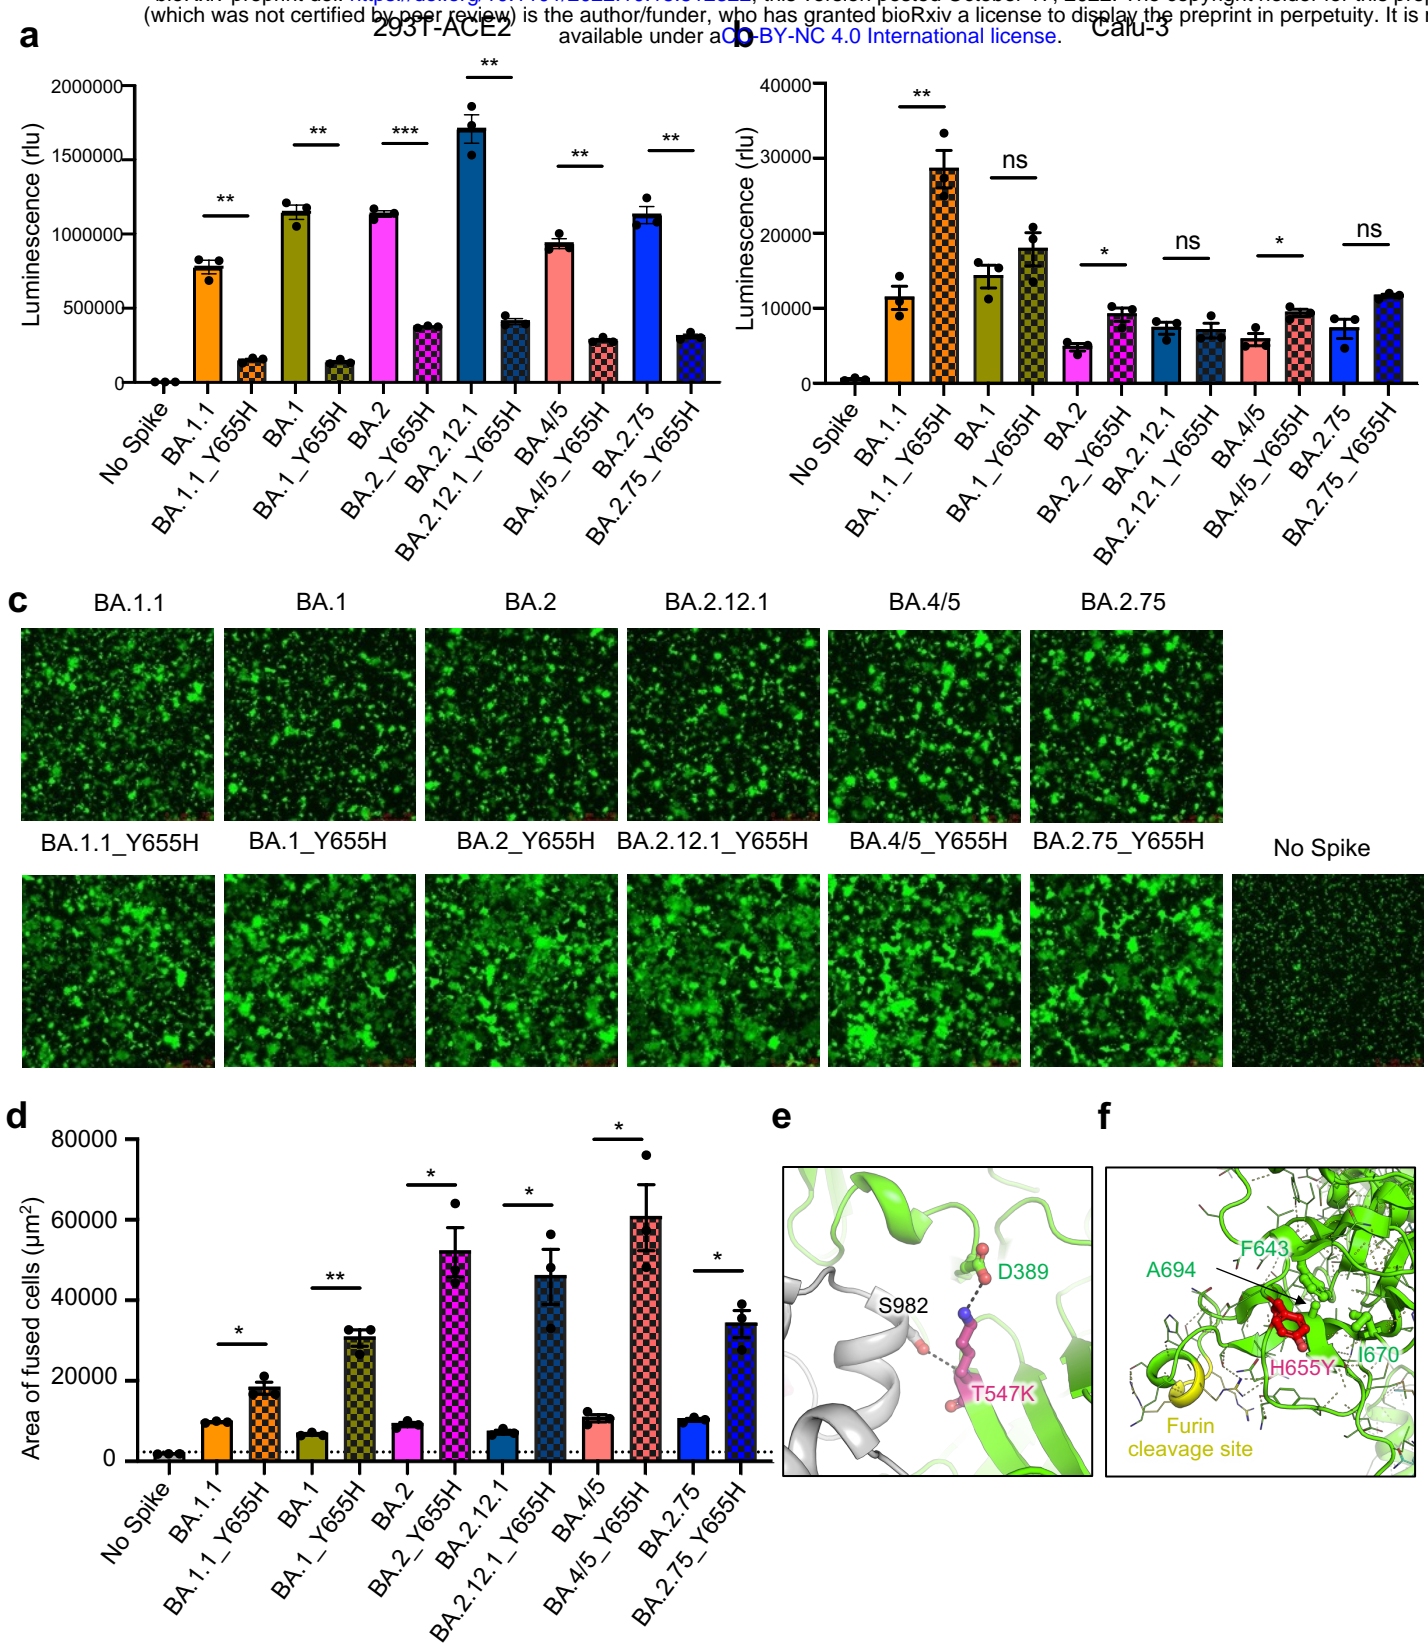 (which was not certified by peer review) is the author/funder, who has granted bioRxiv a license to display the preprint in perpetuity. It is
available under aCC-BY-NC 4.0 International license.
a
293T-ACE2
Luminescence (rlu)
2000000
1500000
1000000
500000
0
**
**
***
**
**
**
No Spike
BA.1.1
BA.1.1_Y655H
BA.1
BA.1_Y655H
BA.2
BA.2_Y655H
BA.2.12.1
BA.2.12.1_Y655H
BA.4/5
BA.4/5_Y655H
BA.2.75
BA.2.75_Y655H
b
Calu-3
Luminescence (rlu)
40000
30000
20000
10000
0
**
ns
*
ns
*
ns
No Spike
BA.1.1
BA.1.1_Y655H
BA.1
BA.1_Y655H
BA.2
BA.2_Y655H
BA.2.12.1
BA.2.12.1_Y655H
BA.4/5
BA.4/5_Y655H
BA.2.75
BA.2.75_Y655H
c
BA.1.1 BA.1 BA.2 BA.2.12.1 BA.4/5 BA.2.75
BA.1.1_Y655H BA.1_Y655H BA.2_Y655H BA.2.12.1_Y655H BA.4/5_Y655H BA.2.75_Y655H No Spike
d
Area of fused cells (µm²)
80000
60000
40000
20000
0
*
**
*
*
*
*
No Spike
BA.1.1
BA.1.1_Y655H
BA.1
BA.1_Y655H
BA.2
BA.2_Y655H
BA.2.12.1
BA.2.12.1_Y655H
BA.4/5
BA.4/5_Y655H
BA.2.75
BA.2.75_Y655H
e
D389
S982
T547K
f
F643
A694
I670
H655Y
Furin
cleavage site